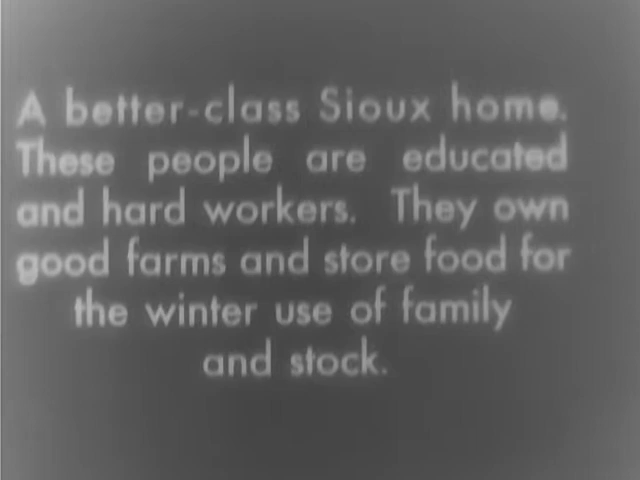 A better-class Sioux home.
These people are educated
and hard workers. They own
good farms and store food for
the winter use of family
and stock.